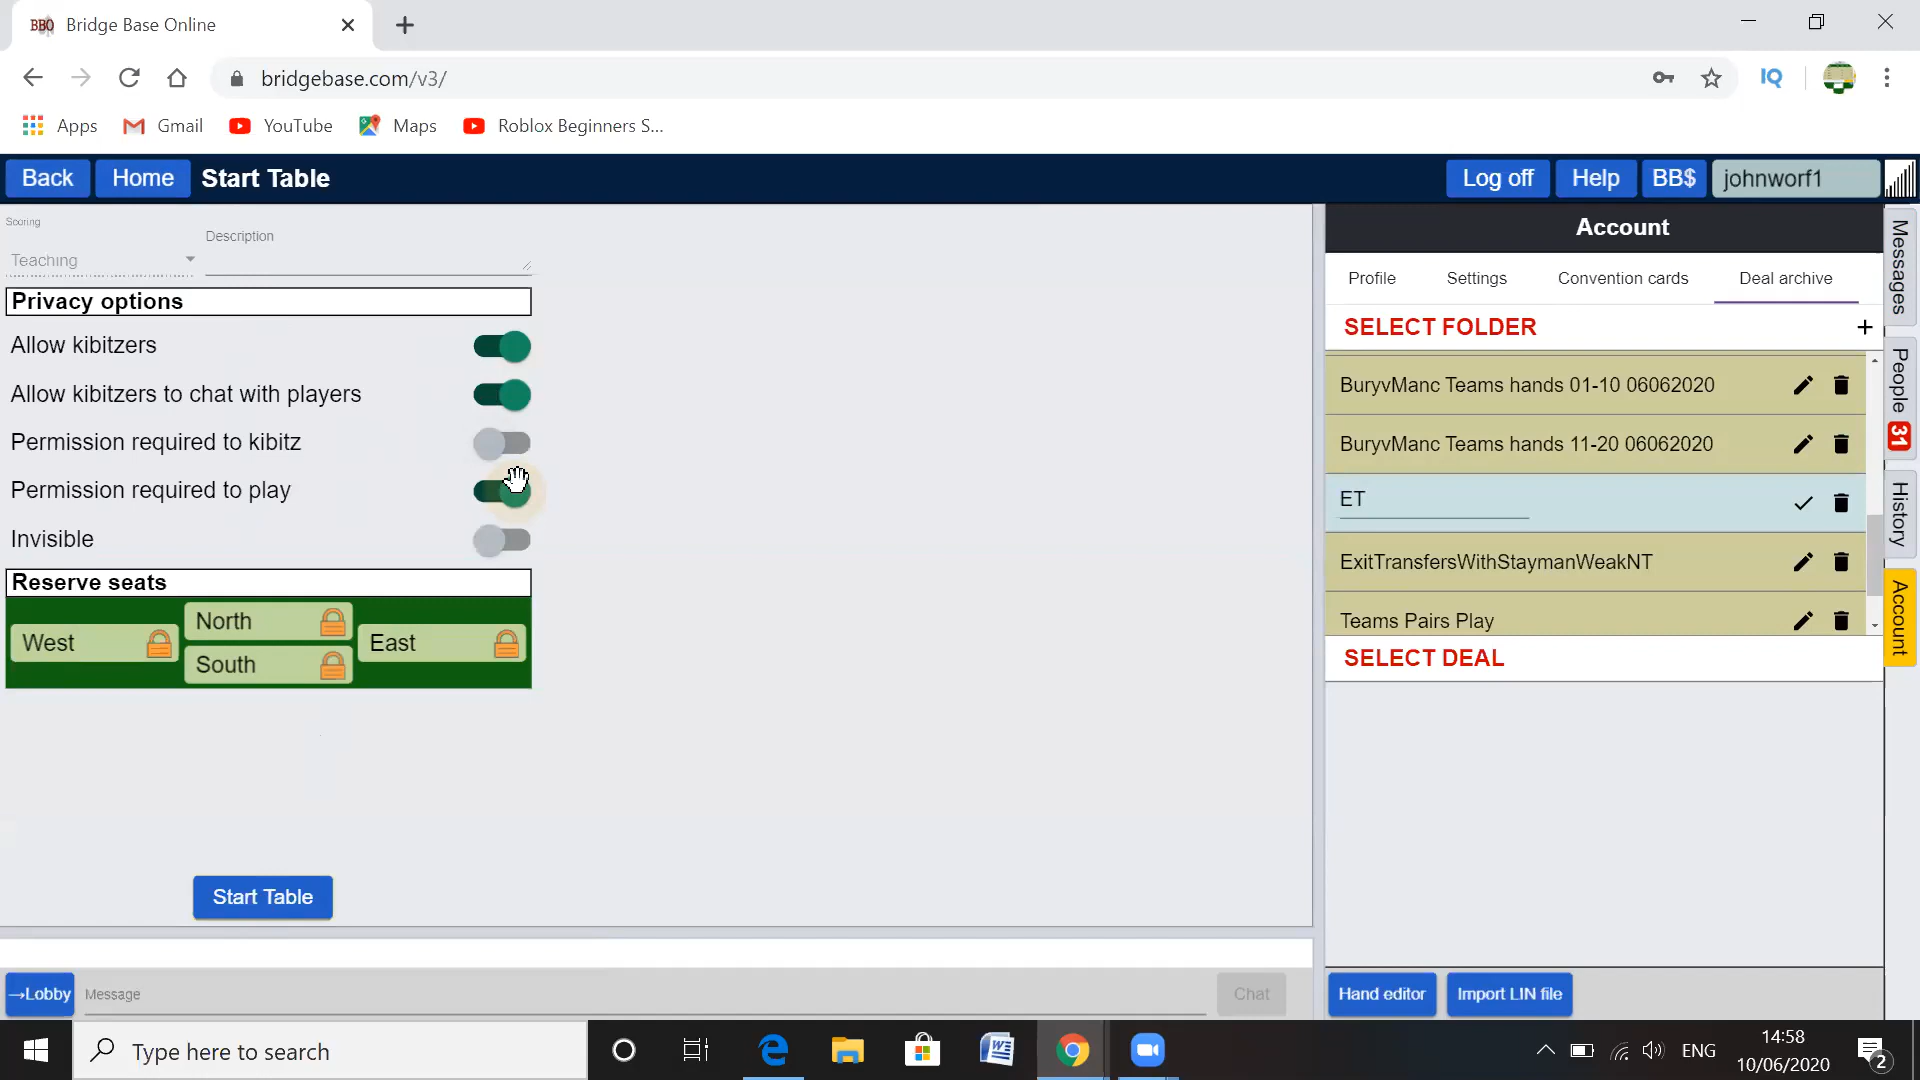 BBO Bridge Base Online
bridgebase.com/v3/
IQ
Apps Gmail YouTube Maps Roblox Beginners S...
Back Home Start Table Log off Help BB$ johnworf1
Scoring
Teaching
Description
Privacy options
Allow kibitzers
Allow kibitzers to chat with players
Permission required to kibitz
Permission required to play
Invisible
Reserve seats
North
West East
South
Start Table
→Lobby Message Chat
Account
Profile Settings Convention cards Deal archive
SELECT FOLDER +
BuryvManc Teams hands 01-10 06062020
BuryvManc Teams hands 11-20 06062020
ET
ExitTransfersWithStaymanWeakNT
Teams Pairs Play
SELECT DEAL
Hand editor Import LIN file
Messages
People 31
History
Account
Type here to search
ENG
14:58
10/06/2020
2